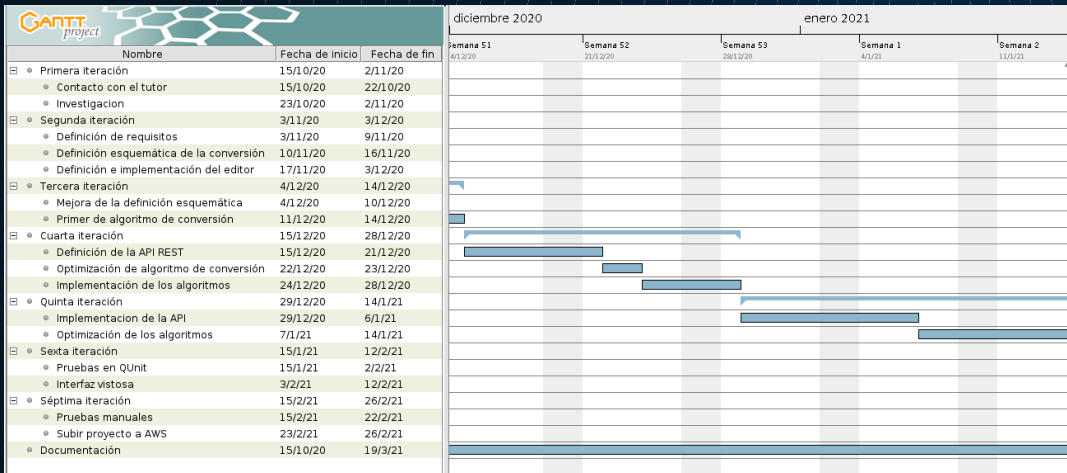 GANTT project
diciembre 2020 enero 2021
Semana 51 Semana 52 Semana 53 Semana 1 Semana 2
4/12/20 21/12/20 28/12/20 4/1/21 11/1/21
Nombre Fecha de inicio Fecha de fin
Primera iteración 15/10/20 2/11/20
Contacto con el tutor 15/10/20 22/10/20
Investigacion 23/10/20 2/11/20
Segunda iteración 3/11/20 3/12/20
Definición de requisitos 3/11/20 9/11/20
Definición esquemática de la conversión 10/11/20 16/11/20
Definición e implementación del editor 17/11/20 3/12/20
Tercera iteración 4/12/20 14/12/20
Mejora de la definición esquemática 4/12/20 10/12/20
Primer de algoritmo de conversión 11/12/20 14/12/20
Cuarta iteración 15/12/20 28/12/20
Definición de la API REST 15/12/20 21/12/20
Optimización de algoritmo de conversión 22/12/20 23/12/20
Implementación de los algoritmos 24/12/20 28/12/20
Quinta iteración 29/12/20 14/1/21
Implementacion de la API 29/12/20 6/1/21
Optimización de los algoritmos 7/1/21 14/1/21
Sexta iteración 15/1/21 12/2/21
Pruebas en QUnit 15/1/21 2/2/21
Interfaz vistosa 3/2/21 12/2/21
Séptima iteración 15/2/21 26/2/21
Pruebas manuales 15/2/21 22/2/21
Subir proyecto a AWS 23/2/21 26/2/21
Documentación 15/10/20 19/3/21